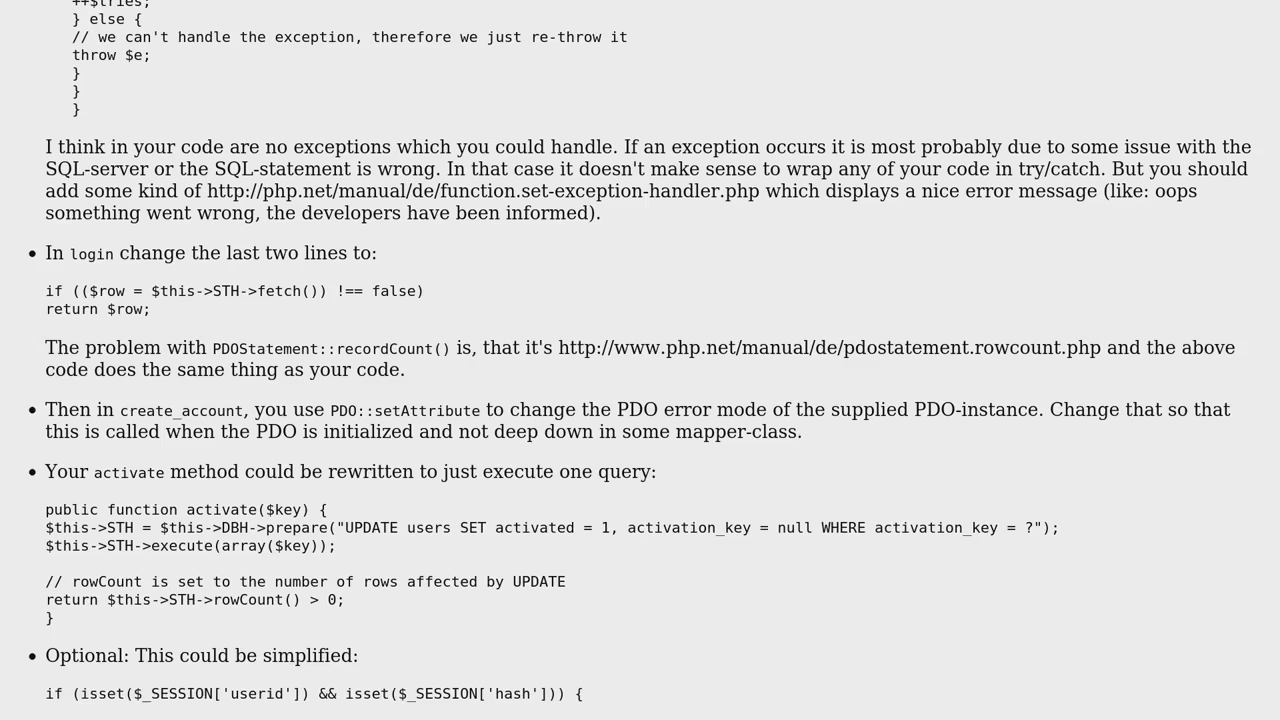 ++$tries;
} else {
// we can't handle the exception, therefore we just re-throw it
throw $e;
}
}
}
I think in your code are no exceptions which you could handle. If an exception occurs it is most probably due to some issue with the
SQL-server or the SQL-statement is wrong. In that case it doesn't make sense to wrap any of your code in try/catch. But you should
add some kind of http://php.net/manual/de/function.set-exception-handler.php which displays a nice error message (like: oops
something went wrong, the developers have been informed).
• In login change the last two lines to:
if (($row = $this->STH->fetch()) !== false)
return $row;
The problem with PDOStatement::recordCount() is, that it's http://www.php.net/manual/de/pdostatement.rowcount.php and the above
code does the same thing as your code.
• Then in create_account, you use PDO::setAttribute to change the PDO error mode of the supplied PDO-instance. Change that so that
this is called when the PDO is initialized and not deep down in some mapper-class.
• Your activate method could be rewritten to just execute one query:
public function activate($key) {
$this->STH = $this->DBH->prepare("UPDATE users SET activated = 1, activation_key = null WHERE activation_key = ?");
$this->STH->execute(array($key));
// rowCount is set to the number of rows affected by UPDATE
return $this->STH->rowCount() > 0;
}
• Optional: This could be simplified:
if (isset($_SESSION['userid']) && isset($_SESSION['hash'])) {